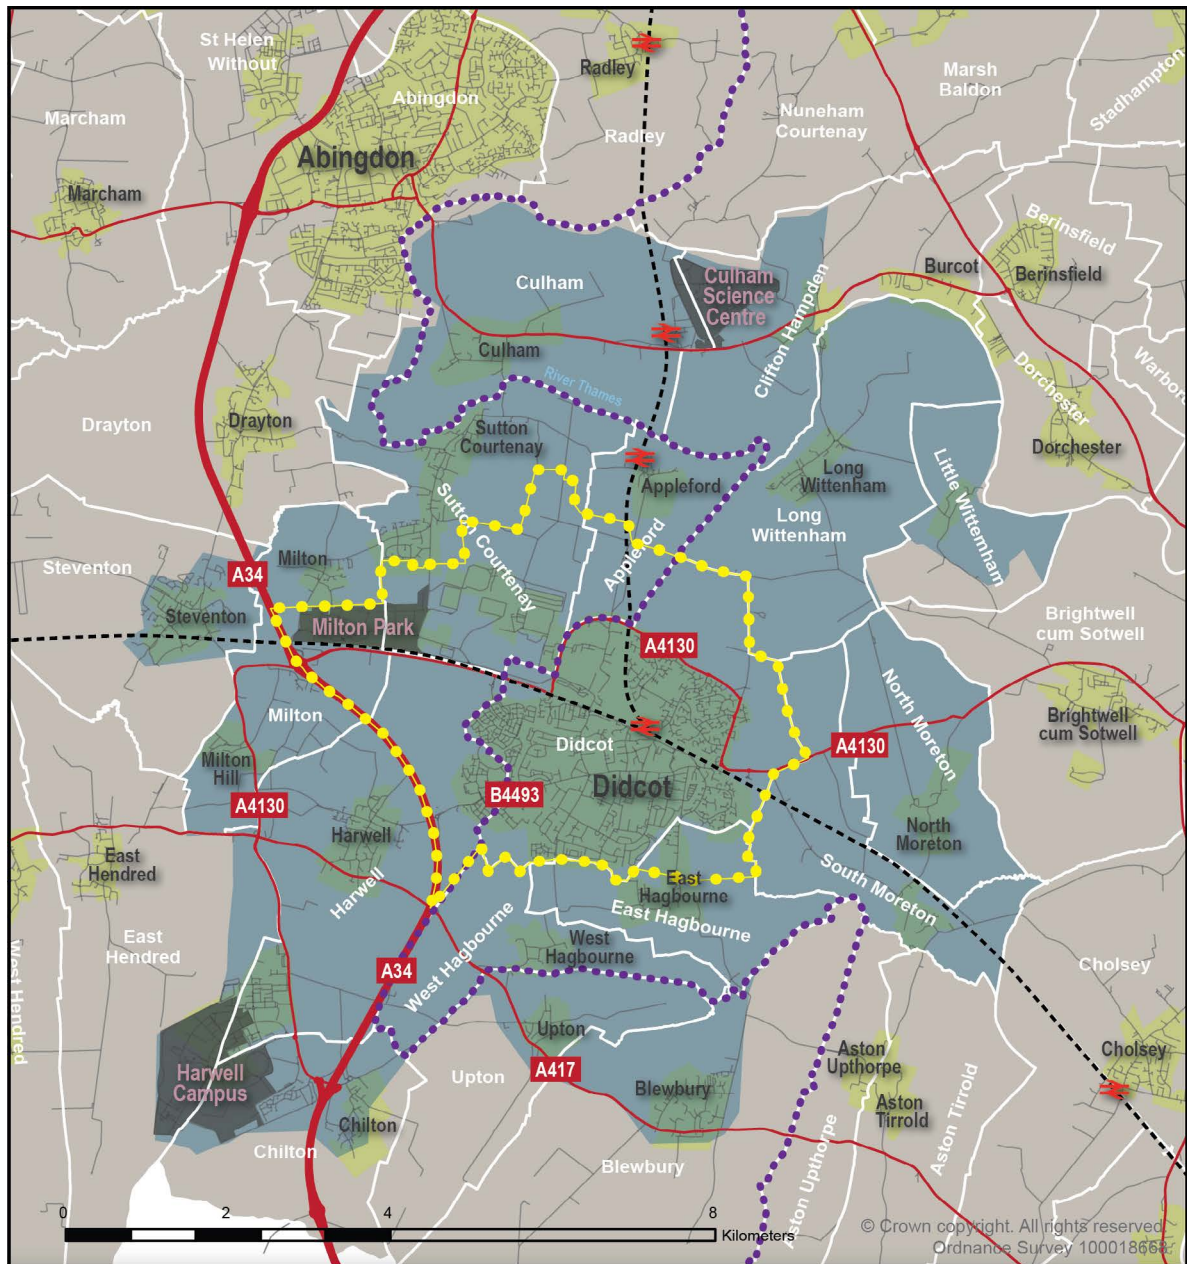 St Helen
Without
Radley
Marsh
Baldon
Stadhampton
Abingdon
Marcham
Nuneham
Courtenay
Radley
Abingdon
Marcham
Berinsfield
Burcot
Berinsfield
Culham
Culham
Science
Centre
Clifton Hampden
Culham
River Thames
Warboro
Dorchester
Drayton
Drayton
Sutton
Courtenay
Dorchester
Long
Wittenham
Little Wittemham
Appleford
Sutton Courtenay
Long
Wittenham
Appleford
Milton
Steventon
A34
Steventon
Milton Park
Brightwell
cum Sotwell
A4130
North Moreton
Milton
Didcot
Brightwell
cum Sotwell
A4130
Milton
Hill
Didcot
B4493
A4130
Harwell
North
Moreton
East
Hendred
Harwell
East
Hagbourne
South Moreton
East Hagbourne
West Hagbourne
West
Hagbourne
East
Hendred
West Hendred
A34
Cholsey
Upton
Aston
Upthorpe
Cholsey
Harwell
Campus
Upton
A417
Blewbury
Aston
Tirrold
Aston Tirrold
Chilton
Chilton
Blewbury
Aston Upthorpe
0 2 4 8
Kilometers
© Crown copyright. All rights reserved.
Ordnance Survey 100018668.